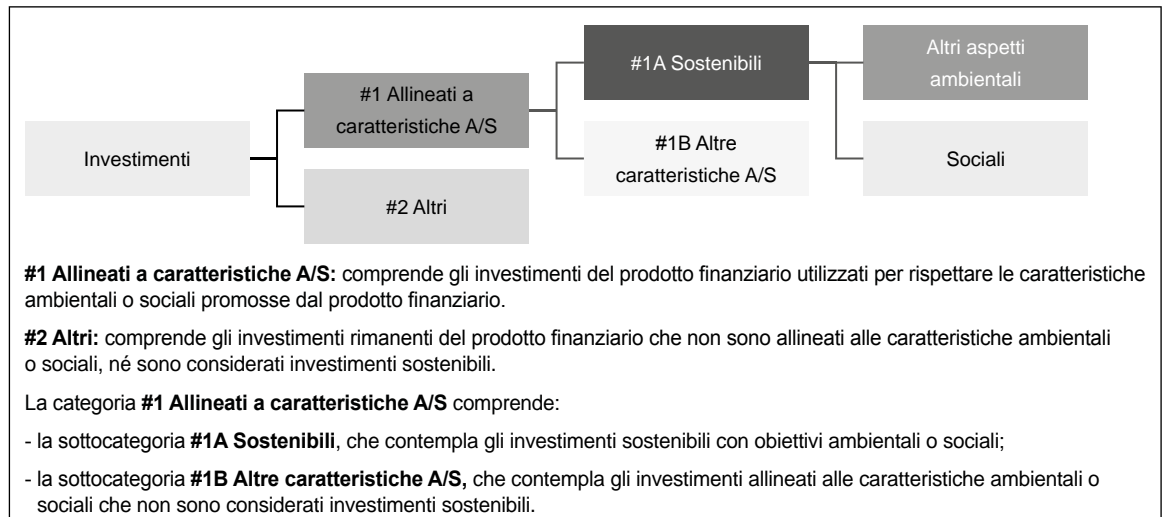 #1A Sostenibili
Altri aspetti
ambientali
#1 Allineati a
caratteristiche A/S
Investimenti
#1B Altre
caratteristiche A/S
Sociali
#2 Altri
#1 Allineati a caratteristiche A/S: comprende gli investimenti del prodotto finanziario utilizzati per rispettare le caratteristiche
ambientali o sociali promosse dal prodotto finanziario.
#2 Altri: comprende gli investimenti rimanenti del prodotto finanziario che non sono allineati alle caratteristiche ambientali
o sociali, né sono considerati investimenti sostenibili.
La categoria #1 Allineati a caratteristiche A/S comprende:
- la sottocategoria #1A Sostenibili, che contempla gli investimenti sostenibili con obiettivi ambientali o sociali;
- la sottocategoria #1B Altre caratteristiche A/S, che contempla gli investimenti allineati alle caratteristiche ambientali o
sociali che non sono considerati investimenti sostenibili.